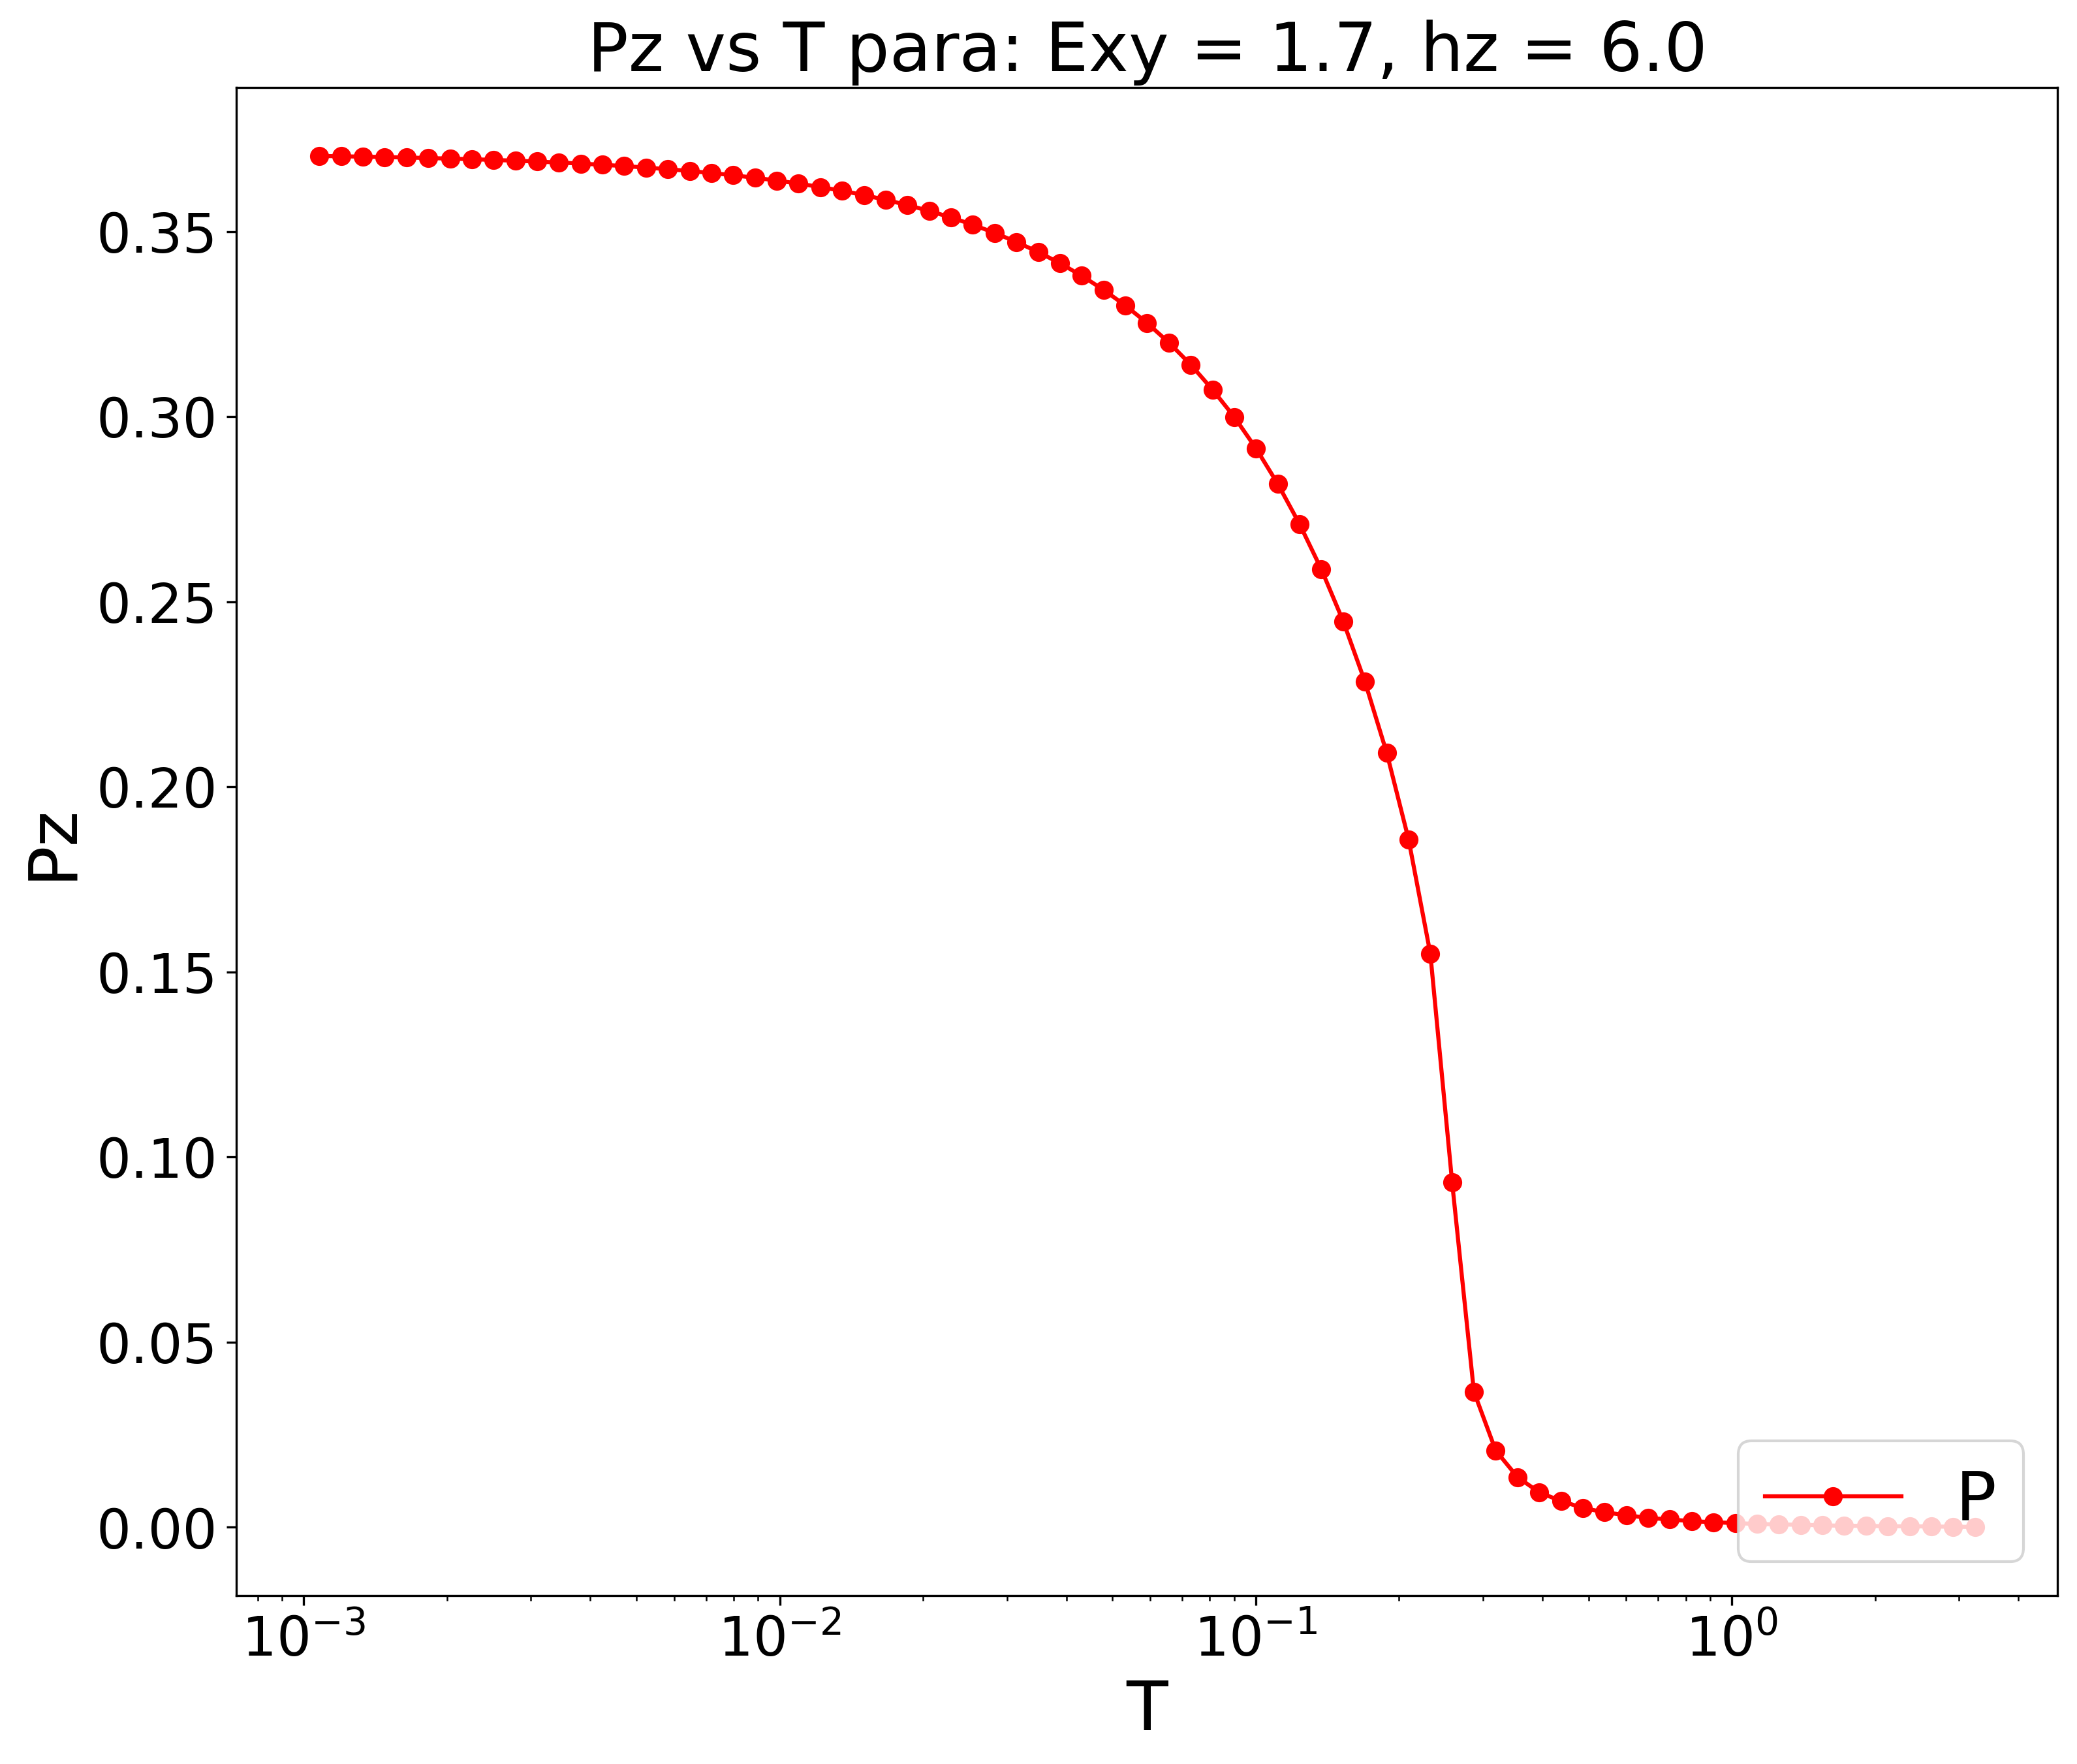 Pz vs T para: Exy = 1.7, hz = 6.0
Pz
0.35
0.30
0.25
0.20
0.15
0.10
0.05
0.00
P
10⁻³ 10⁻² 10⁻¹ 10⁰
T